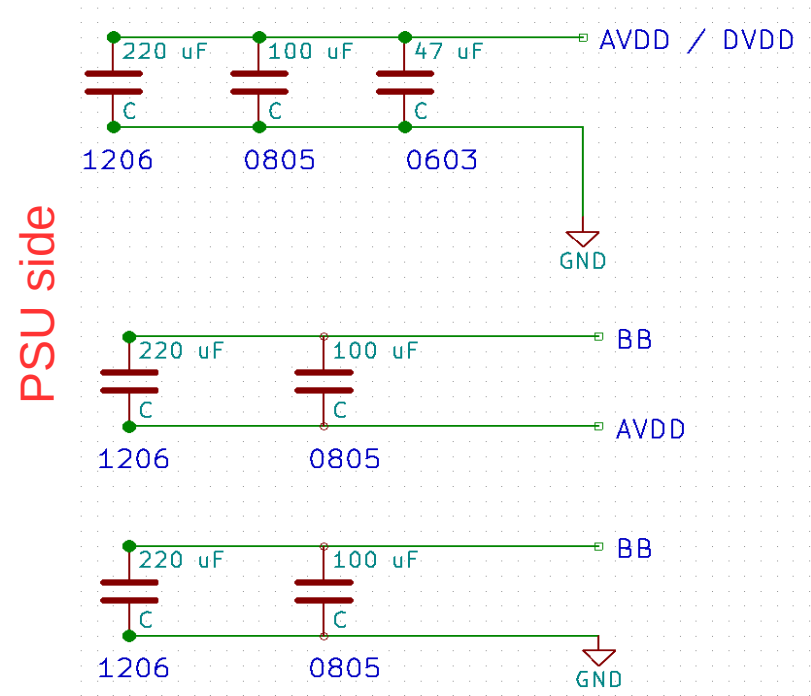 220 uF 100 uF 47 uF AVDD / DVDD
C C C
1206 0805 0603
GND
PSU side
220 uF 100 uF BB
C C AVDD
1206 0805
220 uF 100 uF BB
C C
1206 0805 GND